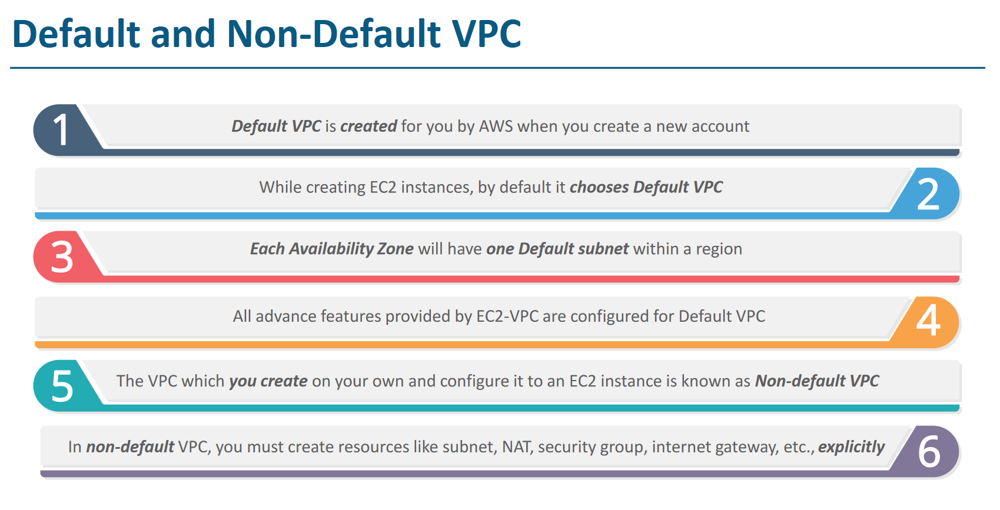 Default and Non-Default VPC
1
Default VPC is created for you by AWS when you create a new account
While creating EC2 instances, by default it chooses Default VPC
2
3
Each Availability Zone will have one Default subnet within a region
All advance features provided by EC2-VPC are configured for Default VPC
4
5
The VPC which you create on your own and configure it to an EC2 instance is known as Non-default VPC
In non-default VPC, you must create resources like subnet, NAT, security group, internet gateway, etc., explicitly
6